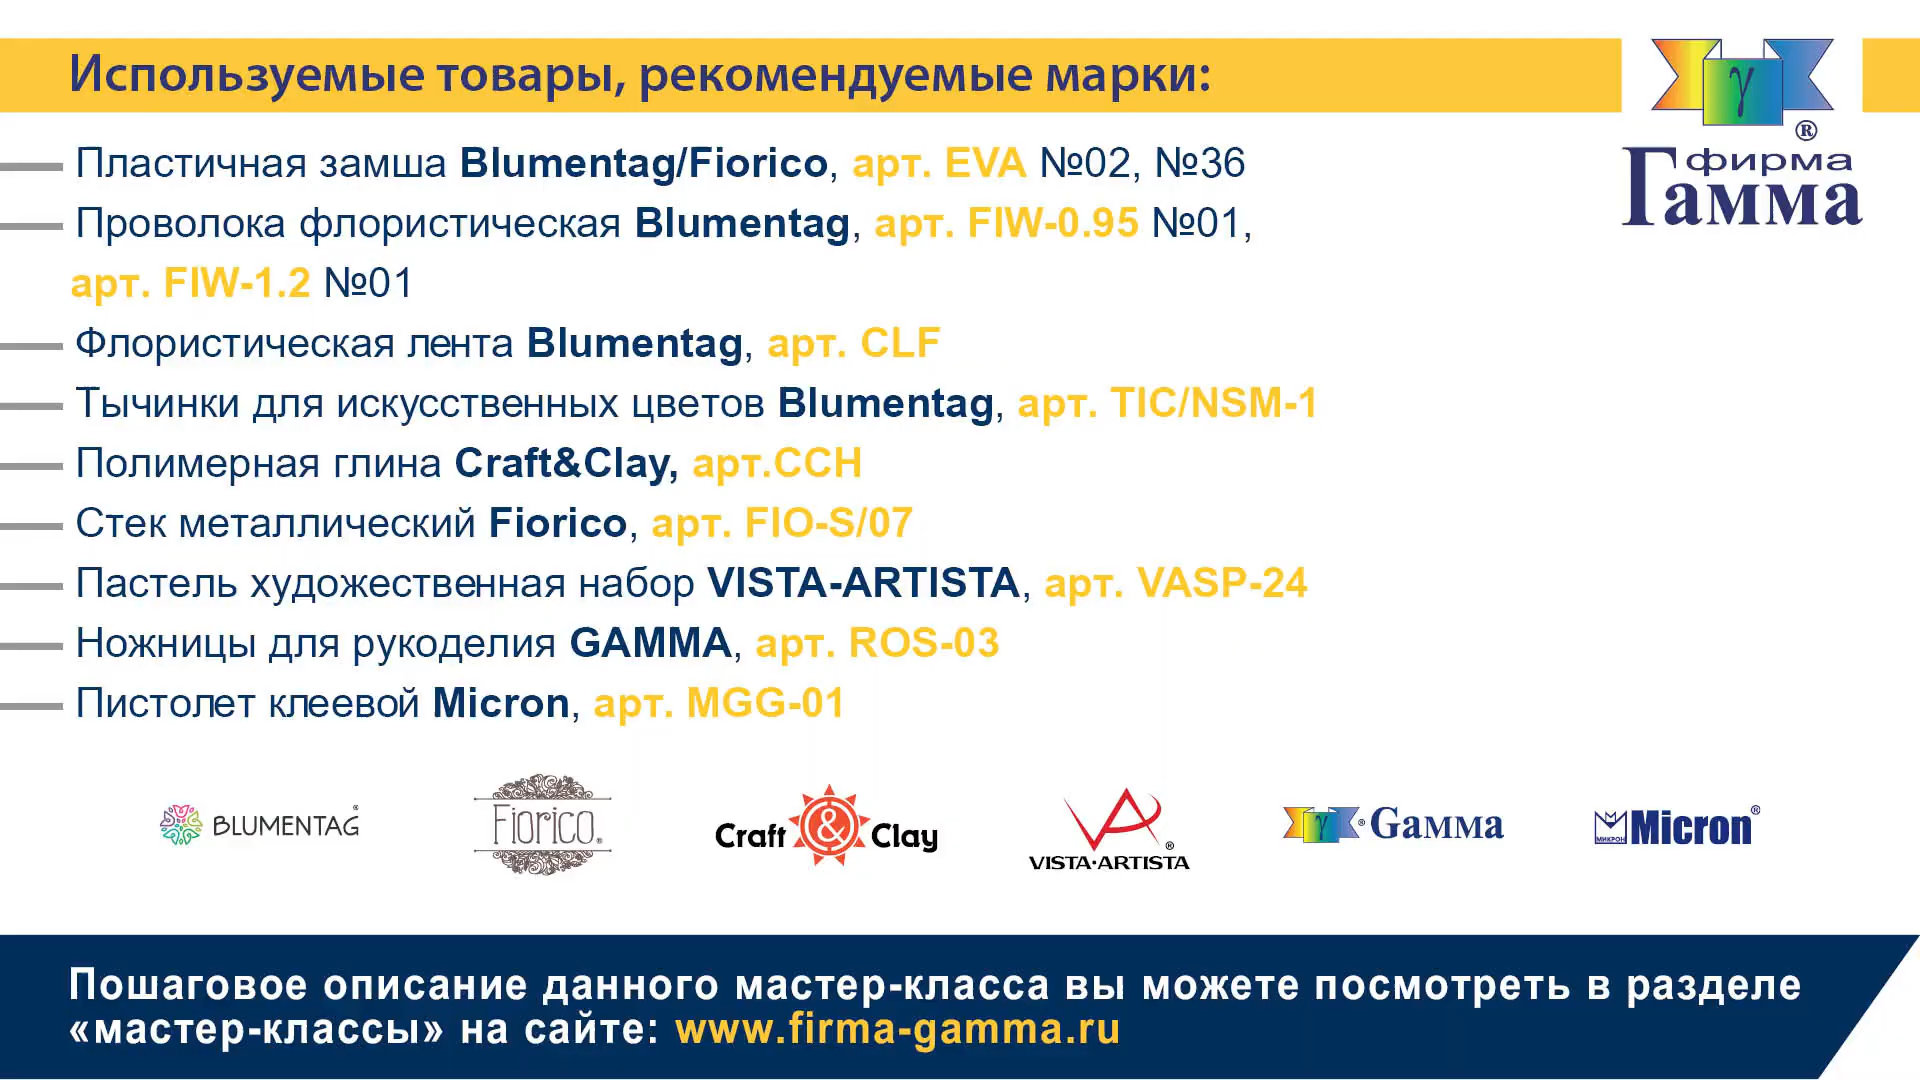 Используемые товары, рекомендуемые марки:
γ
®
фирма
Гамма
Пластичная замша Blumentag/Fiorico, арт. EVA №02, №36
Проволока флористическая Blumentag, арт. FIW-0.95 №01,
арт. FIW-1.2 №01
Флористическая лента Blumentag, арт. CLF
Тычинки для искусственных цветов Blumentag, арт. TIC/NSM-1
Полимерная глина Craft&Clay, арт.CCH
Стек металлический Fiorico, арт. FIO-S/07
Пастель художественная набор VISTA-ARTISTA, арт. VASP-24
Ножницы для рукоделия GAMMA, арт. ROS-03
Пистолет клеевой Micron, арт. MGG-01
BLUMENTAG®
Fiorico®
Craft & Clay
VISTA-ARTISTA®
γ® Gамма
МИКРОН Micron®
Пошаговое описание данного мастер-класса вы можете посмотреть в разделе
«мастер-классы» на сайте: www.firma-gamma.ru